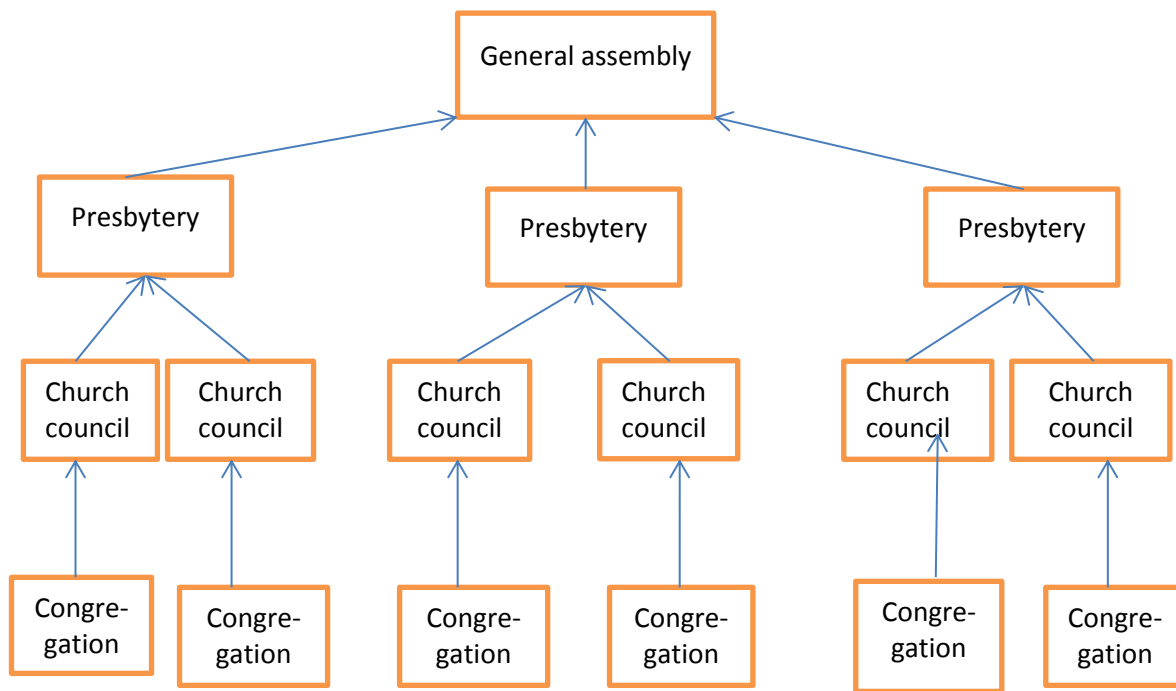 General assembly
Presbytery
Presbytery
Presbytery
Church
council
Church
council
Church
council
Church
council
Church
council
Church
council
Congre-
gation
Congre-
gation
Congre-
gation
Congre-
gation
Congre-
gation
Congre-
gation